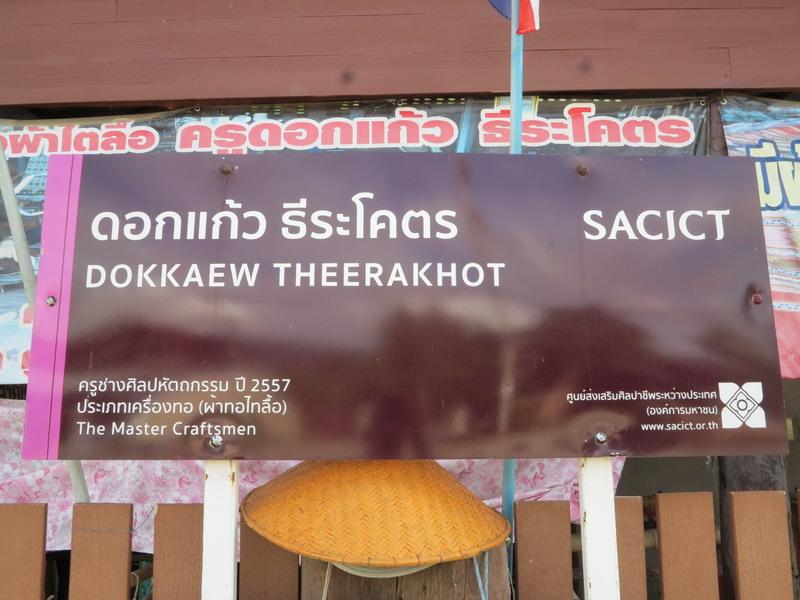 ผ้าไตลื้อ ครูดอกแก้ว ธีระโคตร
ดอกแก้ว ธีระโคตร
DOKKAEW THEERAKHOT
SACICT
ครูช่างศิลปหัตถกรรม ปี 2557
ประเภทเครื่องทอ (ผ้าทอไทลื้อ)
The Master Craftsmen
ศูนย์ส่งเสริมศิลปาชีพระหว่างประเทศ
(องค์การมหาชน)
www.sacict.or.th